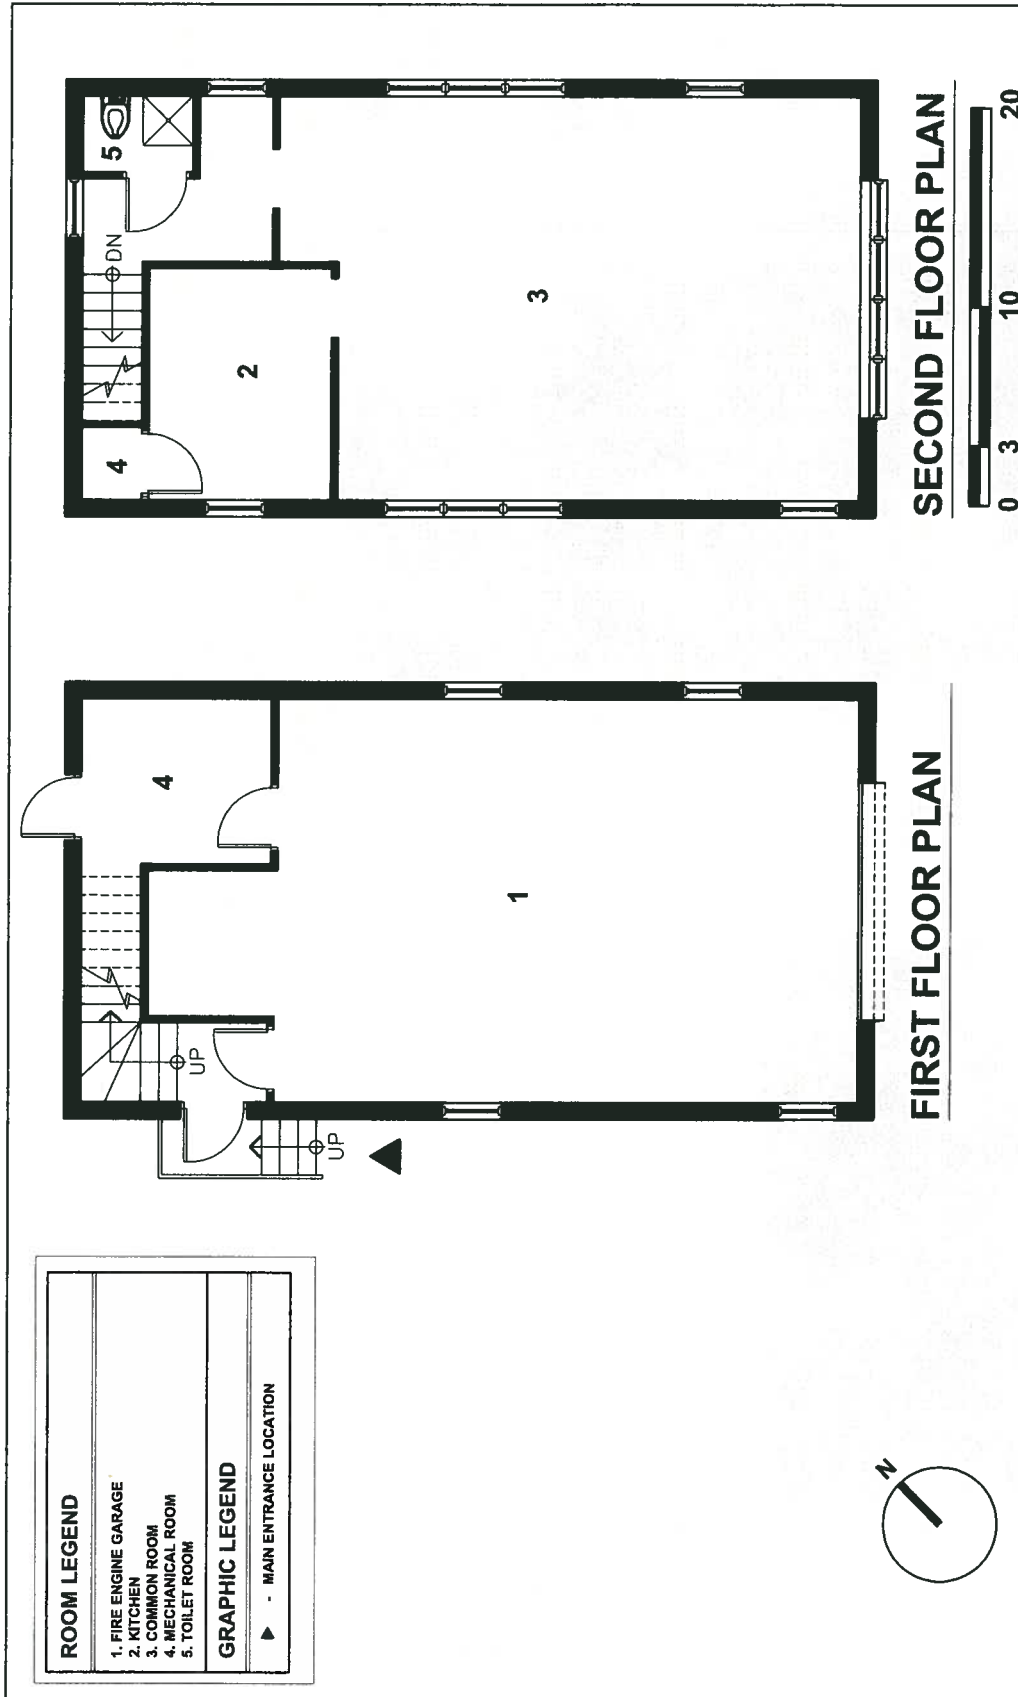 ROOM LEGEND
1. FIRE ENGINE GARAGE
2. KITCHEN
3. COMMON ROOM
4. MECHANICAL ROOM
5. TOILET ROOM
GRAPHIC LEGEND
- MAIN ENTRANCE LOCATION
N
UP
UP
4
1
FIRST FLOOR PLAN
4
2
DN
5
3
SECOND FLOOR PLAN
0 3 10 20